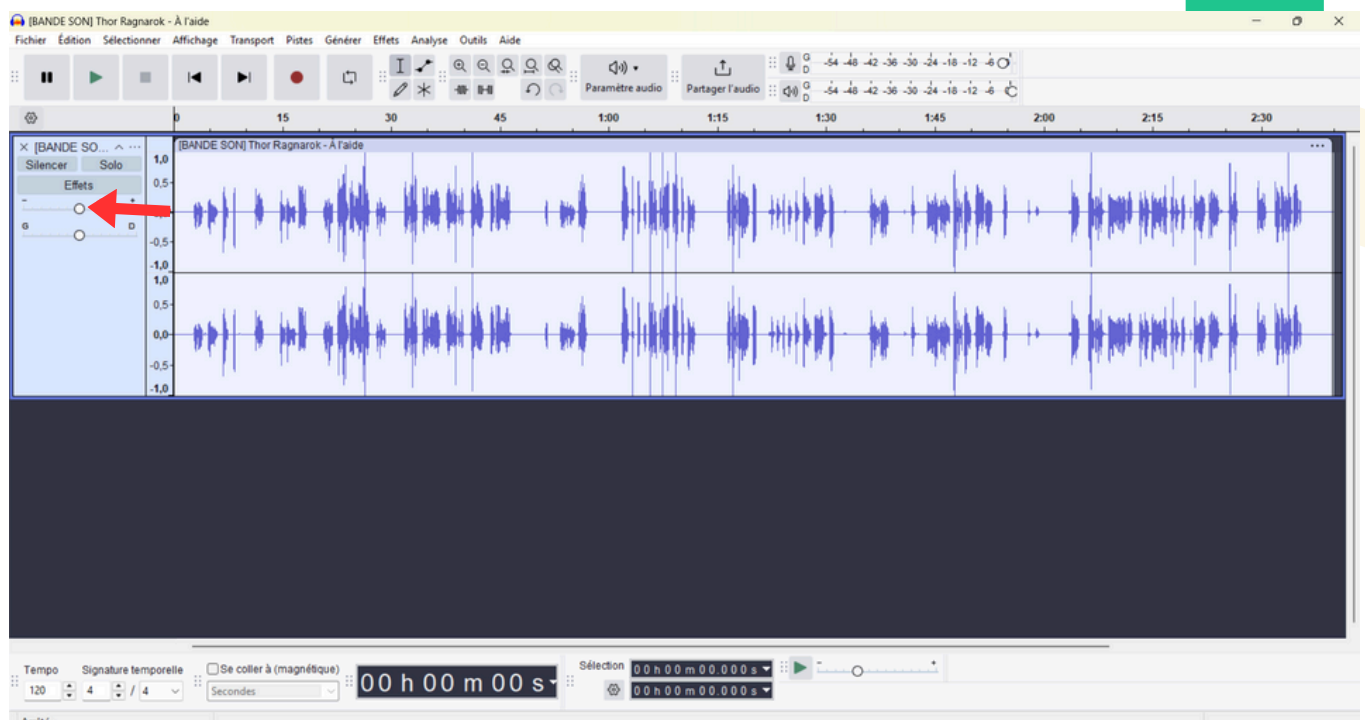 [BANDE SON] Thor Ragnarok - À l'aide
Fichier Édition Sélectionner Affichage Transport Pistes Générer Effets Analyse Outils Aide
Paramètre audio
Partager l'audio
G D -54 -48 -42 -36 -30 -24 -18 -12 -6
G D -54 -48 -42 -36 -30 -24 -18 -12 -6
0 15 30 45 1:00 1:15 1:30 1:45 2:00 2:15 2:30
[BANDE SO...
[BANDE SON] Thor Ragnarok - À l'aide
Silencer Solo
Effets
- +
G D
1,0
0,5
-0,5
-1,0
1,0
0,5
0,0
-0,5
-1,0
Tempo Signature temporelle Se coller à (magnétique)
120 4 / 4 Secondes
00 h 00 m 00 s
Sélection
00 h 00 m 00.000 s
00 h 00 m 00.000 s
- +